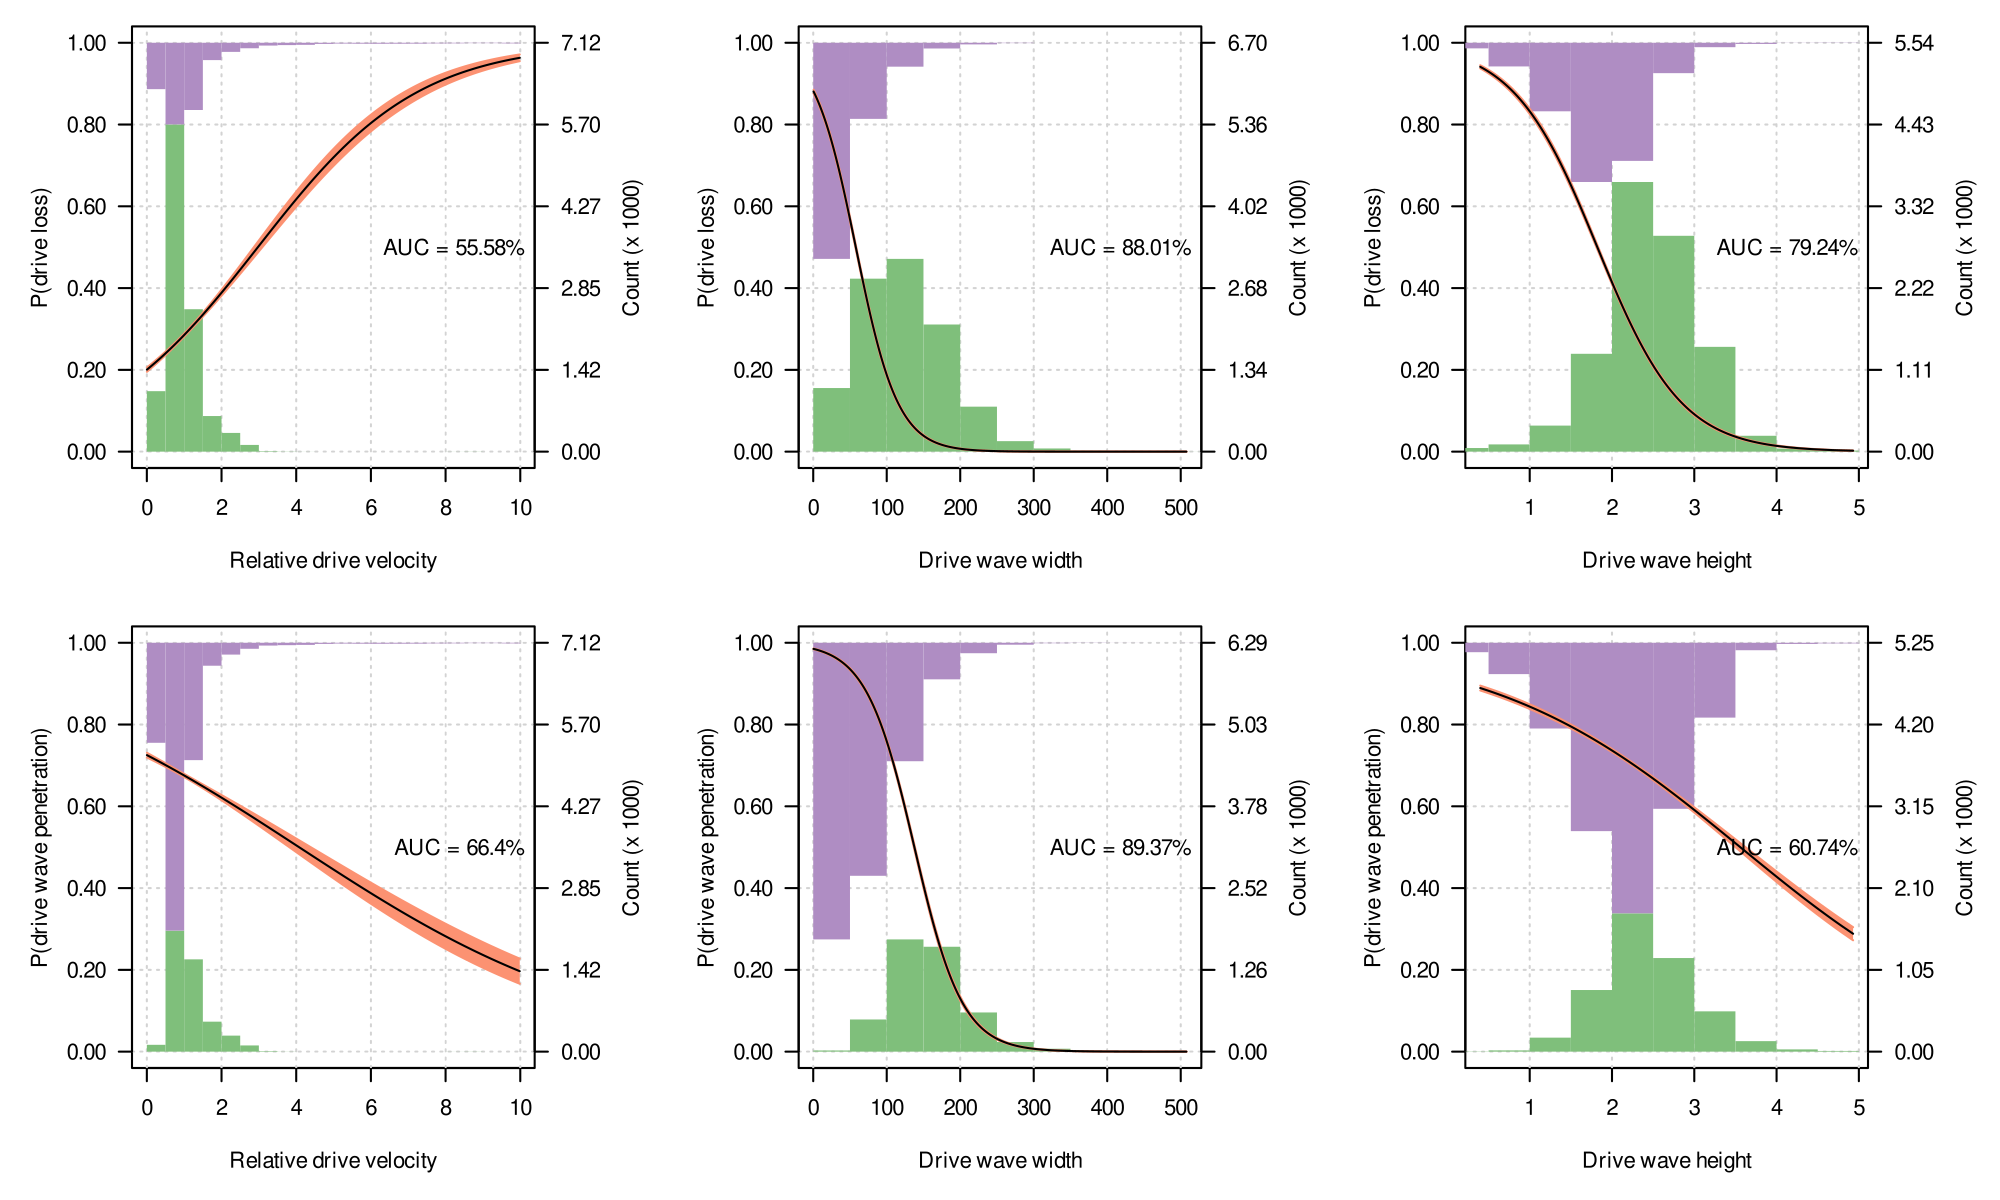 1.00
0.80
0.60
0.40
0.20
0.00
P(drive loss)
7.12
5.70
4.27
2.85
1.42
0.00
Count (x 1000)
AUC = 55.58%
0 2 4 6 8 10
Relative drive velocity
1.00
0.80
0.60
0.40
0.20
0.00
P(drive loss)
6.70
5.36
4.02
2.68
1.34
0.00
Count (x 1000)
AUC = 88.01%
0 100 200 300 400 500
Drive wave width
1.00
0.80
0.60
0.40
0.20
0.00
P(drive loss)
5.54
4.43
3.32
2.22
1.11
0.00
Count (x 1000)
AUC = 79.24%
1 2 3 4 5
Drive wave height
1.00
0.80
0.60
0.40
0.20
0.00
P(drive wave penetration)
7.12
5.70
4.27
2.85
1.42
0.00
Count (x 1000)
AUC = 66.4%
0 2 4 6 8 10
Relative drive velocity
1.00
0.80
0.60
0.40
0.20
0.00
P(drive wave penetration)
6.29
5.03
3.78
2.52
1.26
0.00
Count (x 1000)
AUC = 89.37%
0 100 200 300 400 500
Drive wave width
1.00
0.80
0.60
0.40
0.20
0.00
P(drive wave penetration)
5.25
4.20
3.15
2.10
1.05
0.00
Count (x 1000)
AUC = 60.74%
1 2 3 4 5
Drive wave height